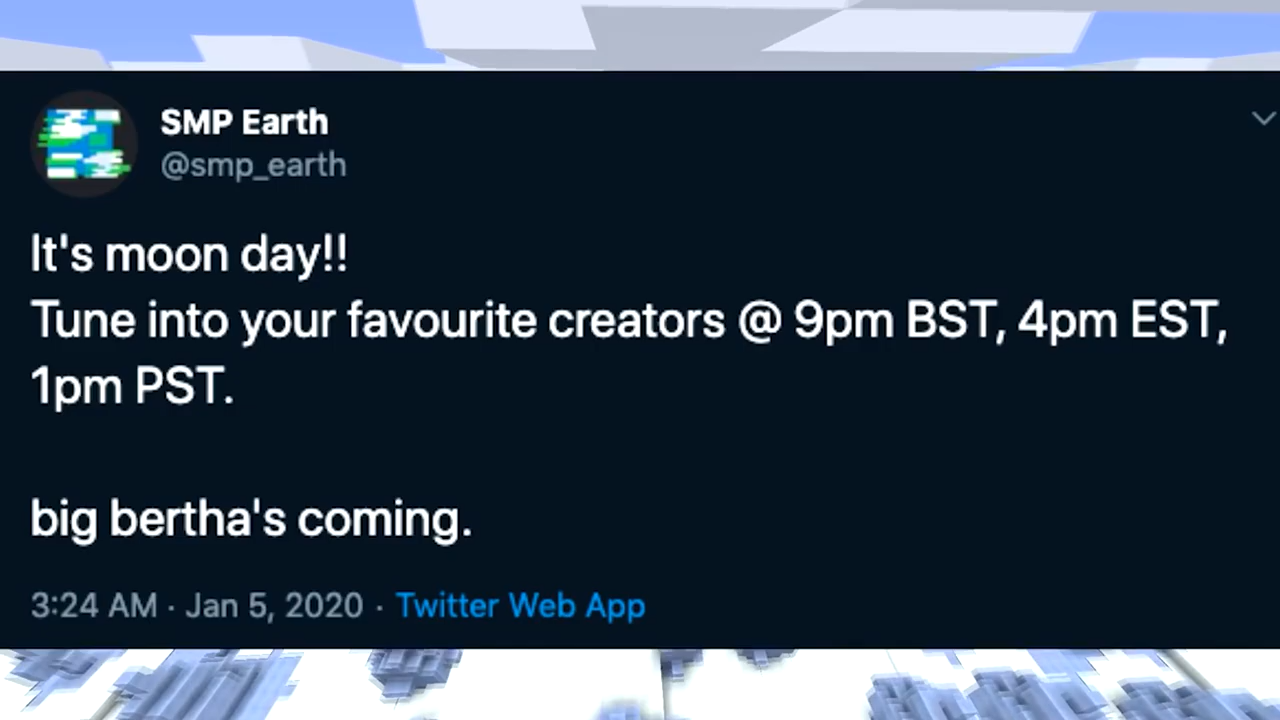 SMP Earth
@smp_earth
It's moon day!!
Tune into your favourite creators @ 9pm BST, 4pm EST,
1pm PST.
big bertha's coming.
3:24 AM · Jan 5, 2020 · Twitter Web App